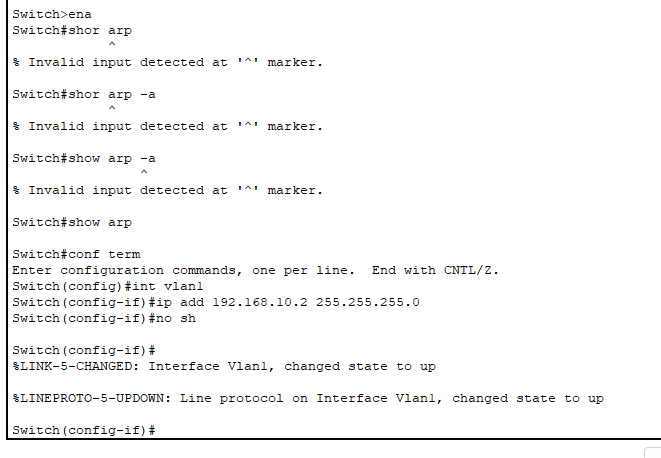 Switch>ena
Switch#shor arp
^
% Invalid input detected at '^' marker.
Switch#shor arp -a
^
% Invalid input detected at '^' marker.
Switch#show arp -a
^
% Invalid input detected at '^' marker.
Switch#show arp
Switch#conf term
Enter configuration commands, one per line.  End with CNTL/Z.
Switch(config)#int vlan1
Switch(config-if)#ip add 192.168.10.2 255.255.255.0
Switch(config-if)#no sh
Switch(config-if)#
%LINK-5-CHANGED: Interface Vlan1, changed state to up
%LINEPROTO-5-UPDOWN: Line protocol on Interface Vlan1, changed state to up
Switch(config-if)#